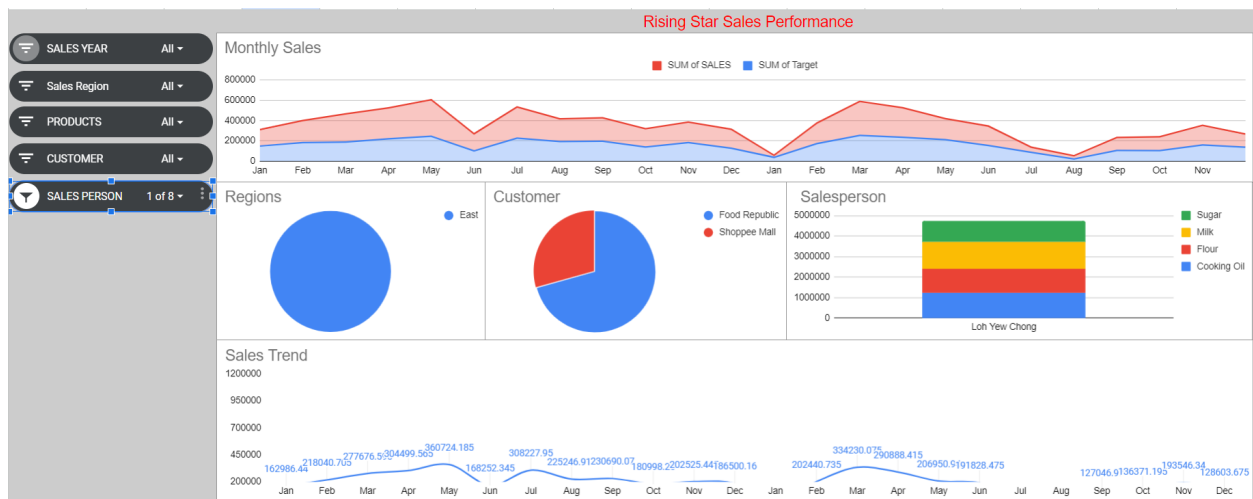 Rising Star Sales Performance
SALES YEAR All
Sales Region All
PRODUCTS All
CUSTOMER All
SALES PERSON 1 of 8
Monthly Sales
SUM of SALES SUM of Target
800000
600000
400000
200000
0
Jan Feb Mar Apr May Jun Jul Aug Sep Oct Nov Dec Jan Feb Mar Apr May Jun Jul Aug Sep Oct Nov
Regions
East
Customer
Food Republic
Shoppee Mall
Salesperson
5000000
4000000
3000000
2000000
1000000
0
Sugar
Milk
Flour
Cooking Oil
Loh Yew Chong
Sales Trend
1200000
950000
700000
450000
200000
162986.44 218040.705 304499.565 360724.185 168252.345 308227.95 225246.91 230690.07 186500.16 202440.735 334230.075 290888.415 191828.475 136371.195 193546.34 128603.675
Jan Feb Mar Apr May Jun Jul Aug Sep Oct Nov Dec Jan Feb Mar Apr May Jun Jul Aug Sep Oct Nov Dec